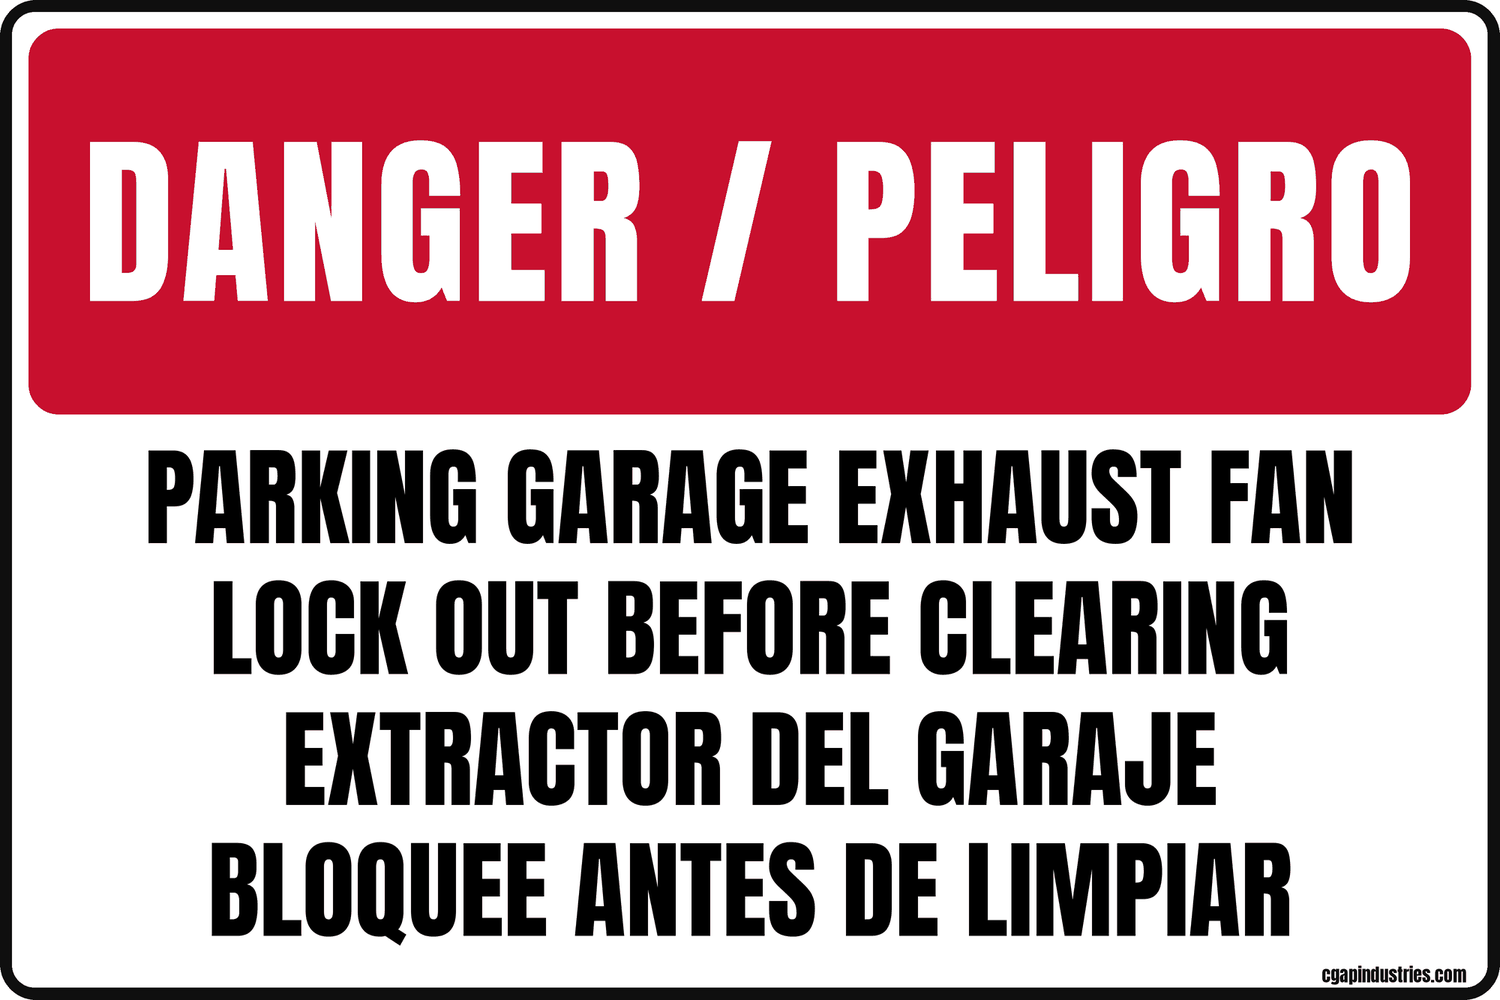 DANGER / PELIGRO
PARKING GARAGE EXHAUST FAN
LOCK OUT BEFORE CLEARING
EXTRACTOR DEL GARAJE
BLOQUEE ANTES DE LIMPIAR
cgapindustries.com